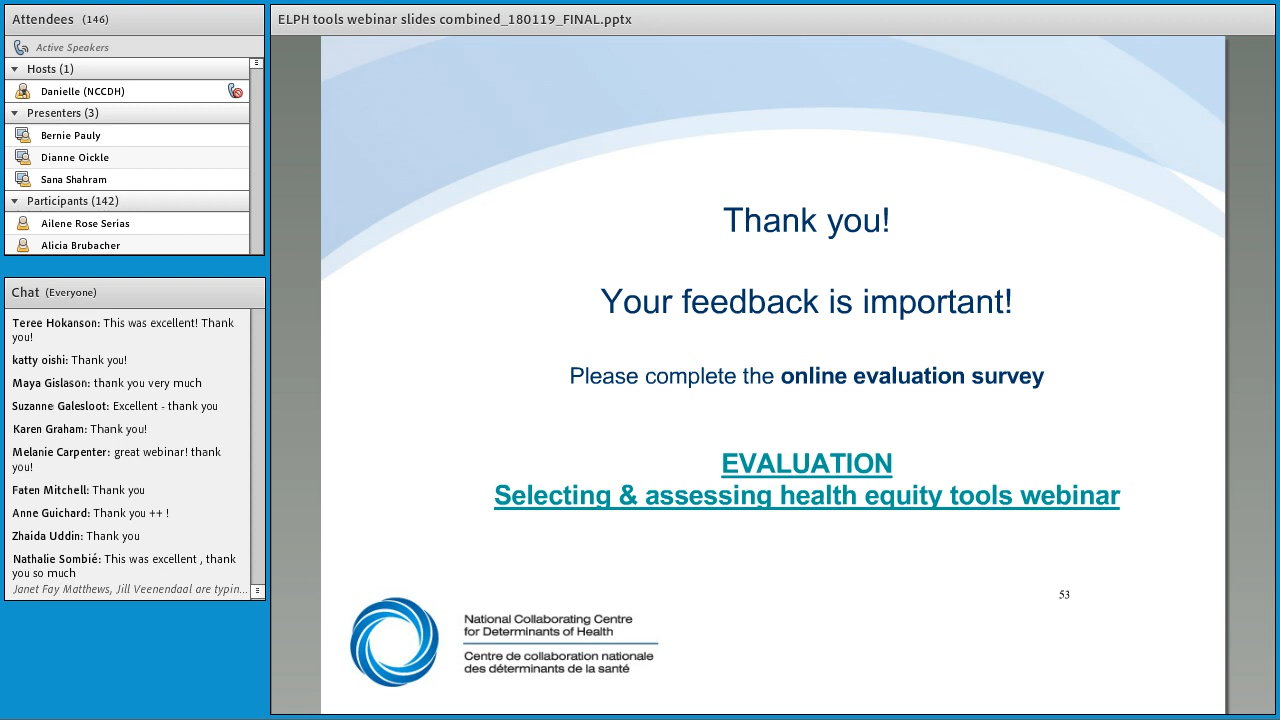 Attendees (146)
Active Speakers
Hosts (1)
Danielle (NCCDH)
Presenters (3)
Bernie Pauly
Dianne Oickle
Sana Shahram
Participants (142)
Ailene Rose Serias
Alicia Brubacher
Chat (Everyone)
Teree Hokanson: This was excellent! Thank
you!
katty oishi: Thank you!
Maya Gislason: thank you very much
Suzanne Galesloot: Excellent - thank you
Karen Graham: Thank you!
Melanie Carpenter: great webinar! thank
you!
Faten Mitchell: Thank you
Anne Guichard: Thank you ++ !
Zhaida Uddin: Thank you
Nathalie Sombié: This was excellent , thank
you so much
Janet Fay Matthews, Jill Veenendaal are typin...
ELPH tools webinar slides combined_180119_FINAL.pptx
Thank you!
Your feedback is important!
Please complete the online evaluation survey
EVALUATION
Selecting & assessing health equity tools webinar
53
National Collaborating Centre
for Determinants of Health
Centre de collaboration nationale
des déterminants de la santé